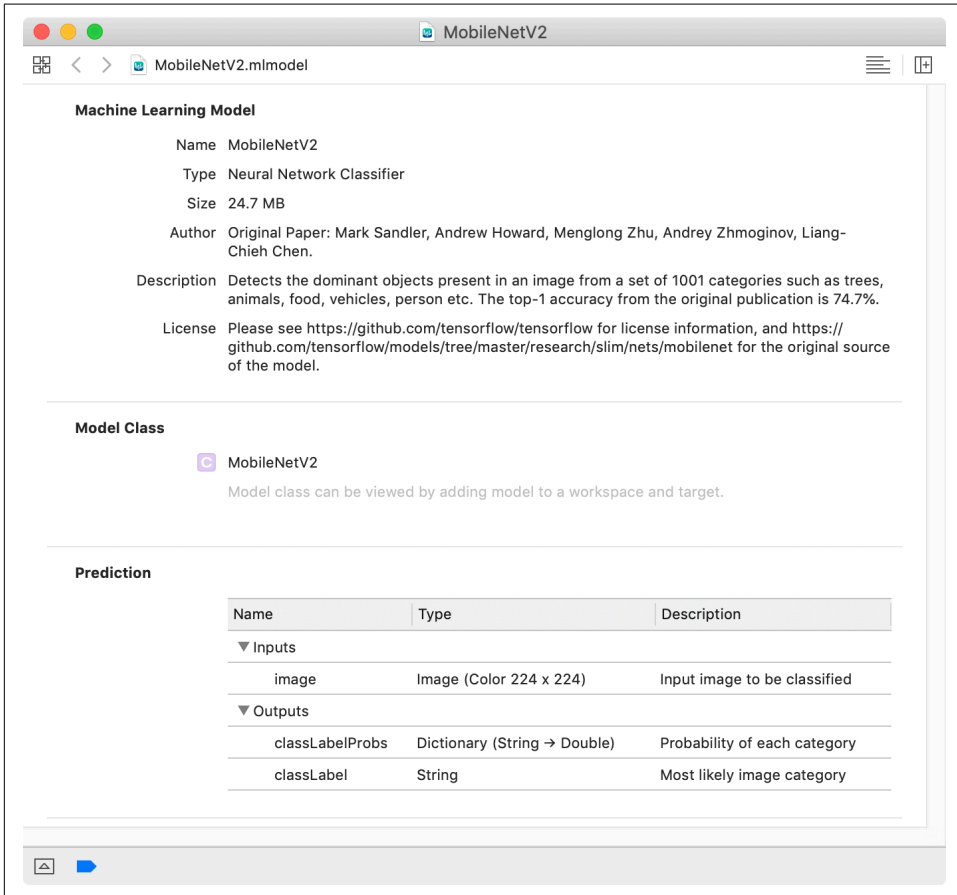 MobileNetV2
MobileNetV2.mlmodel
Machine Learning Model
Name MobileNetV2
Type Neural Network Classifier
Size 24.7 MB
Author Original Paper: Mark Sandler, Andrew Howard, Menglong Zhu, Andrey Zhmoginov, Liang-
Chieh Chen.
Description Detects the dominant objects present in an image from a set of 1001 categories such as trees,
animals, food, vehicles, person etc. The top-1 accuracy from the original publication is 74.7%.
License Please see https://github.com/tensorflow/tensorflow for license information, and https://
github.com/tensorflow/models/tree/master/research/slim/nets/mobilenet for the original source
of the model.
Model Class
C MobileNetV2
Model class can be viewed by adding model to a workspace and target.
Prediction
Name Type Description
Inputs
image Image (Color 224 x 224) Input image to be classified
Outputs
classLabelProbs Dictionary (String → Double) Probability of each category
classLabel String Most likely image category